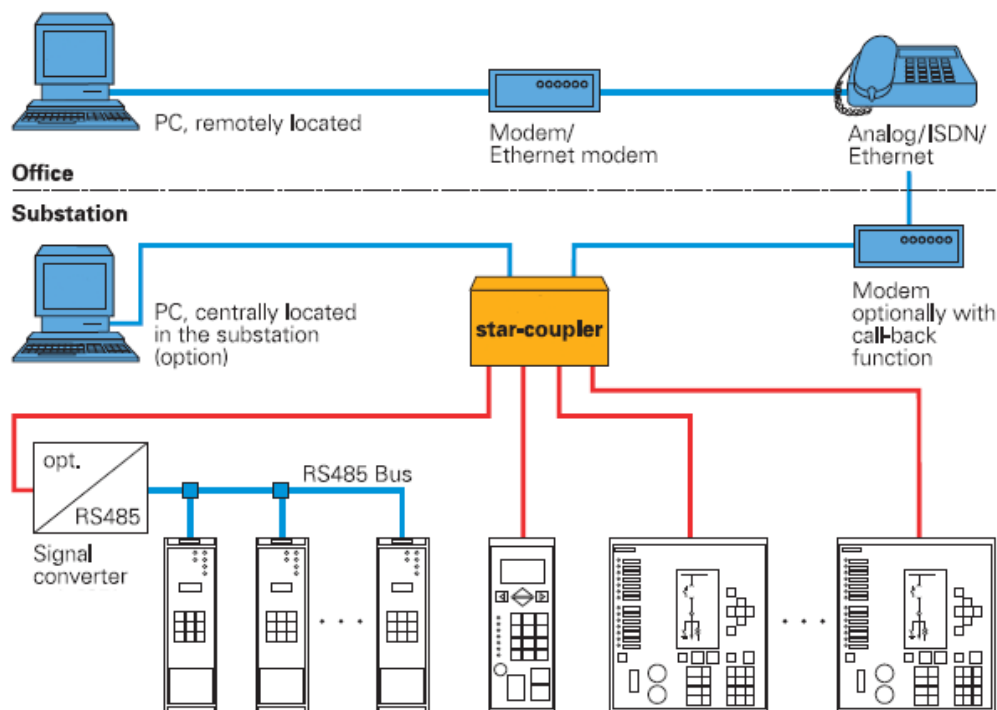 PC, remotely located
Modem/
Ethernet modem
Analog/ISDN/
Ethernet
Office
Substation
PC, centrally located
in the substation
(option)
star-coupler
Modem
optionally with
call-back
function
opt.
RS485
RS485 Bus
Signal
converter